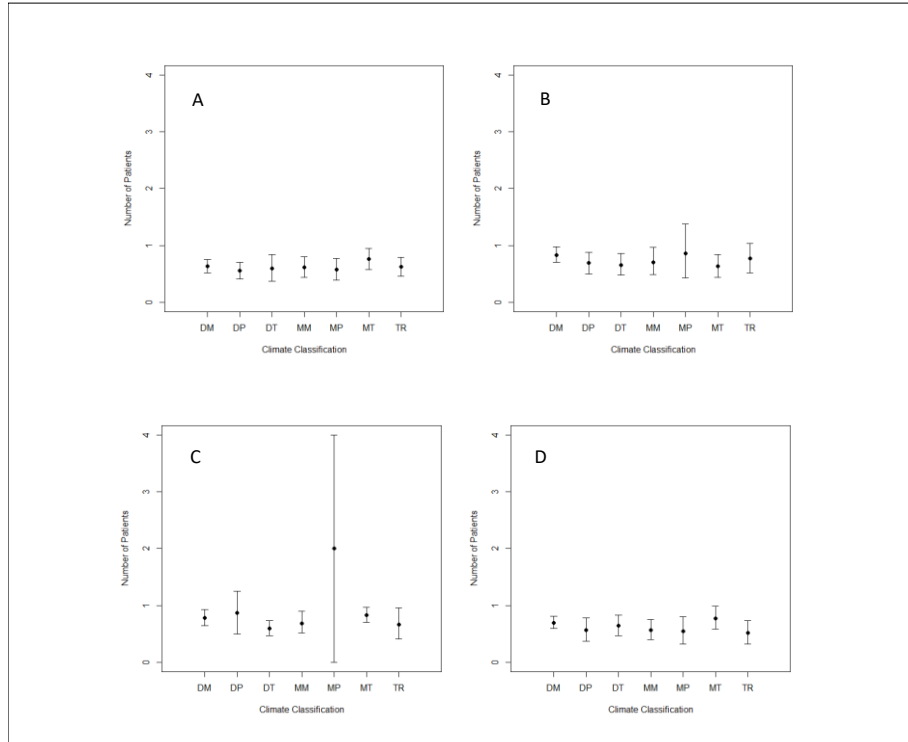 A
Number of Patients
4
3
2
1
0
DM DP DT MM MP MT TR
Climate Classification
B
Number of Patients
4
3
2
1
0
DM DP DT MM MP MT TR
Climate Classification
C
Number of Patients
4
3
2
1
0
DM DP DT MM MP MT TR
Climate Classification
D
Number of Patients
4
3
2
1
0
DM DP DT MM MP MT TR
Climate Classification